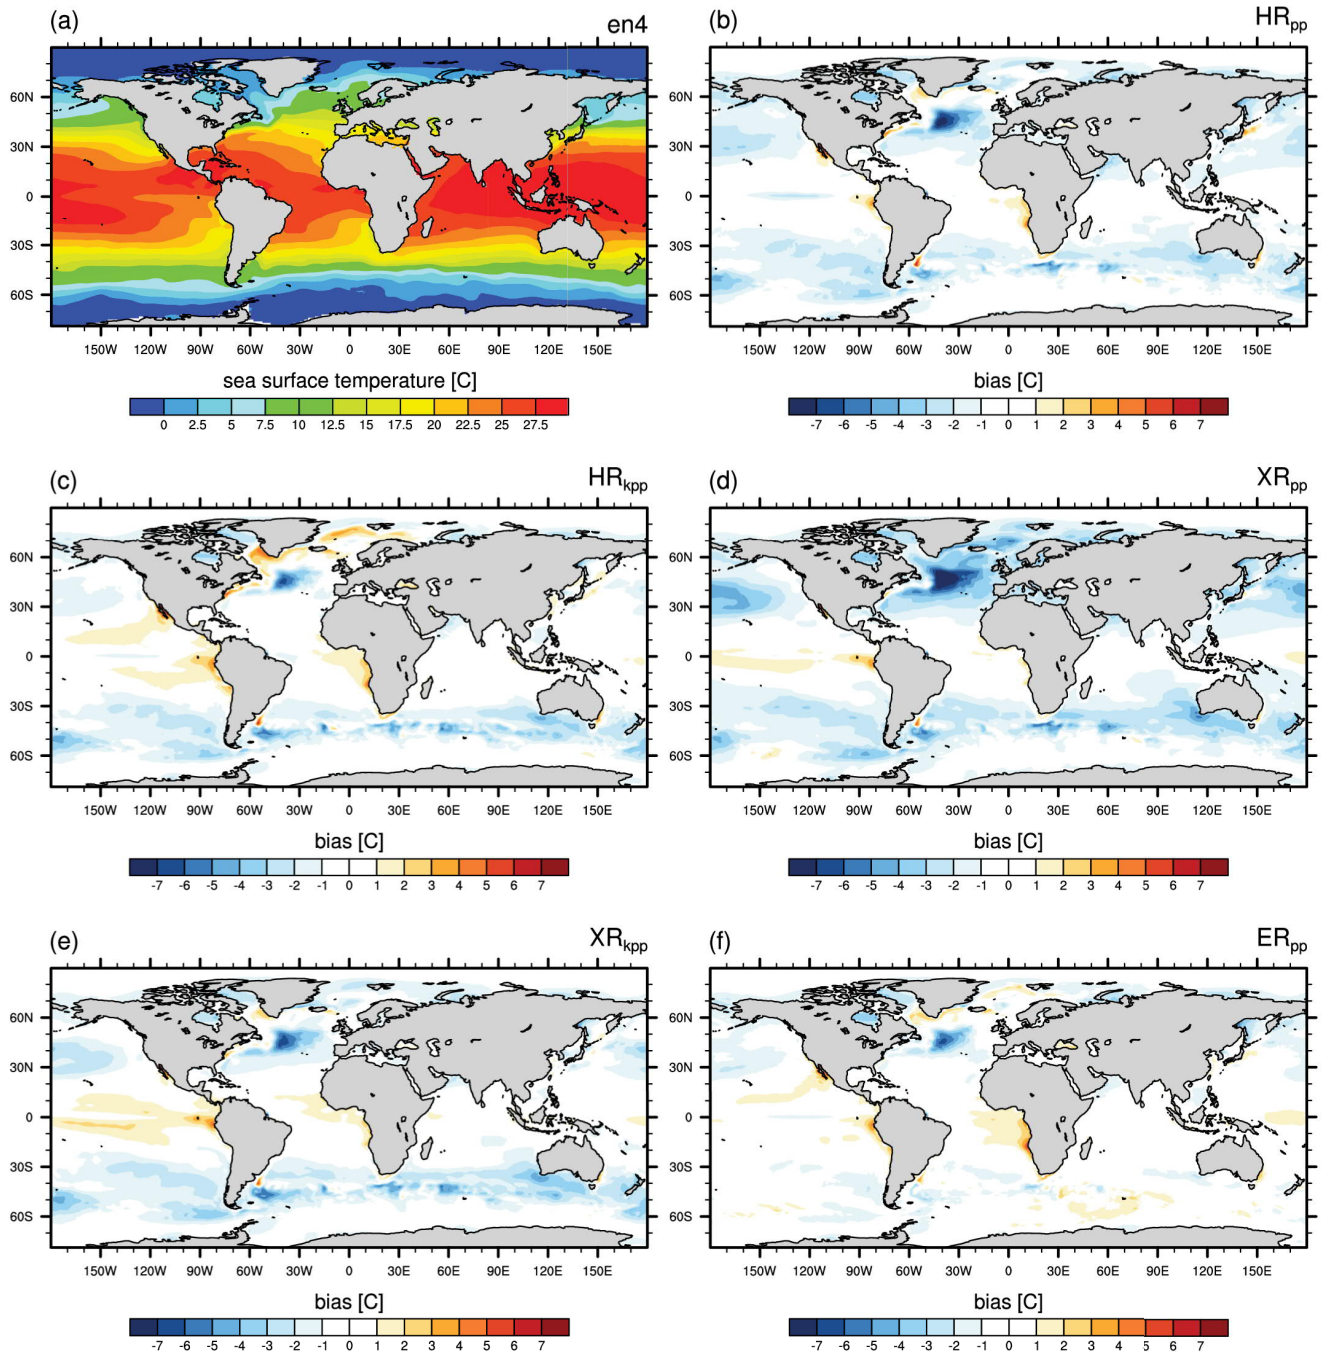 (a) en4
60N
30N
0
30S
60S
150W 120W 90W 60W 30W 0 30E 60E 90E 120E 150E
sea surface temperature [C]
0 2.5 5 7.5 10 12.5 15 17.5 20 22.5 25 27.5
(b) HRpp
60N
30N
0
30S
60S
150W 120W 90W 60W 30W 0 30E 60E 90E 120E 150E
bias [C]
-7 -6 -5 -4 -3 -2 -1 0 1 2 3 4 5 6 7
(c) HRkpp
60N
30N
0
30S
60S
150W 120W 90W 60W 30W 0 30E 60E 90E 120E 150E
bias [C]
-7 -6 -5 -4 -3 -2 -1 0 1 2 3 4 5 6 7
(d) XRpp
60N
30N
0
30S
60S
150W 120W 90W 60W 30W 0 30E 60E 90E 120E 150E
bias [C]
-7 -6 -5 -4 -3 -2 -1 0 1 2 3 4 5 6 7
(e) XRkpp
60N
30N
0
30S
60S
150W 120W 90W 60W 30W 0 30E 60E 90E 120E 150E
bias [C]
-7 -6 -5 -4 -3 -2 -1 0 1 2 3 4 5 6 7
(f) ERpp
60N
30N
0
30S
60S
150W 120W 90W 60W 30W 0 30E 60E 90E 120E 150E
bias [C]
-7 -6 -5 -4 -3 -2 -1 0 1 2 3 4 5 6 7